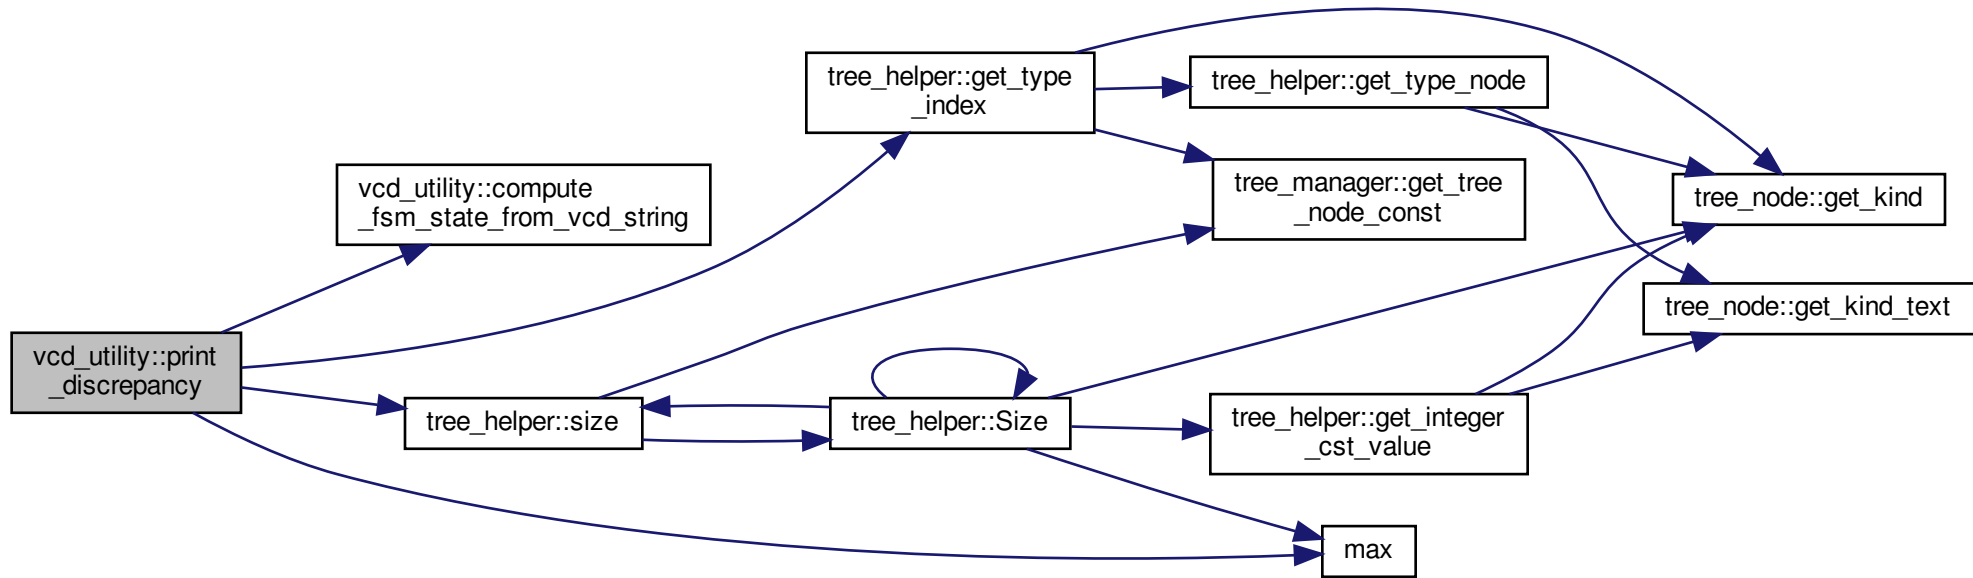 vcd_utility::print
_discrepancy
vcd_utility::compute
_fsm_state_from_vcd_string
tree_helper::get_type
_index
tree_helper::get_type_node
tree_manager::get_tree
_node_const
tree_node::get_kind
tree_node::get_kind_text
tree_helper::size
tree_helper::Size
tree_helper::get_integer
_cst_value
max